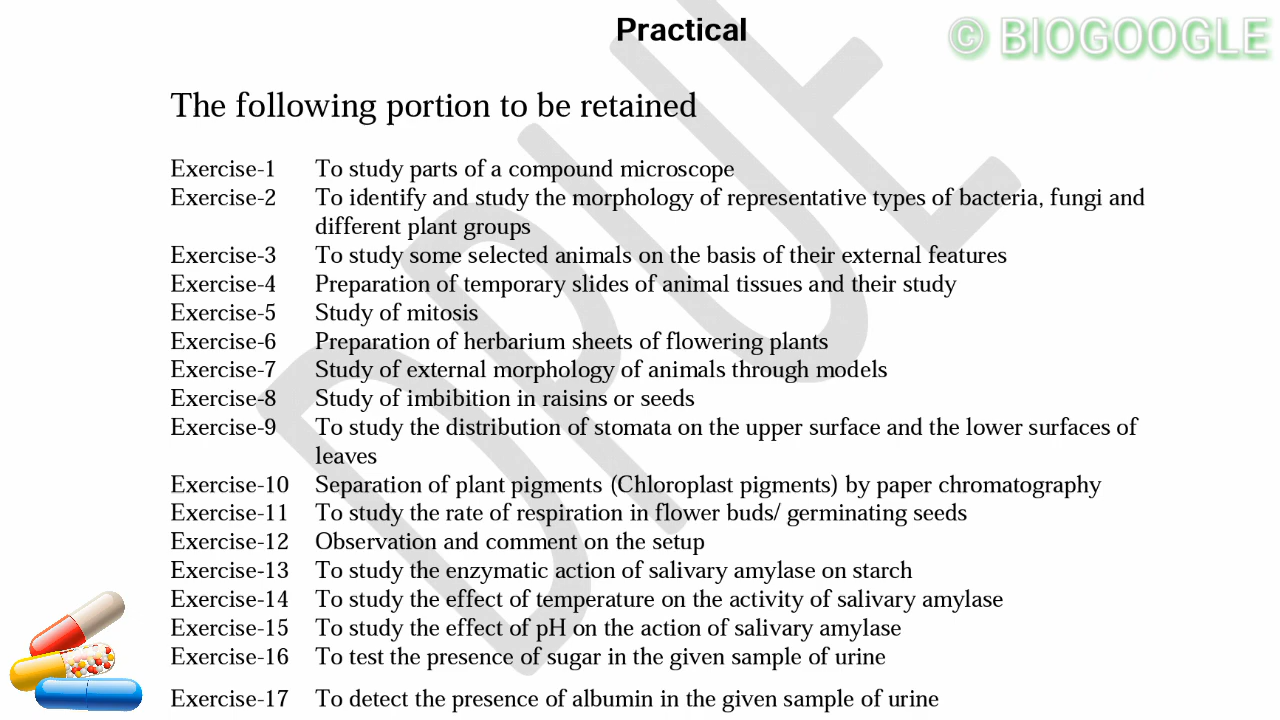 Practical
© BIOGOOGLE
The following portion to be retained
Exercise-1 To study parts of a compound microscope
Exercise-2 To identify and study the morphology of representative types of bacteria, fungi and
different plant groups
Exercise-3 To study some selected animals on the basis of their external features
Exercise-4 Preparation of temporary slides of animal tissues and their study
Exercise-5 Study of mitosis
Exercise-6 Preparation of herbarium sheets of flowering plants
Exercise-7 Study of external morphology of animals through models
Exercise-8 Study of imbibition in raisins or seeds
Exercise-9 To study the distribution of stomata on the upper surface and the lower surfaces of
leaves
Exercise-10 Separation of plant pigments (Chloroplast pigments) by paper chromatography
Exercise-11 To study the rate of respiration in flower buds/ germinating seeds
Exercise-12 Observation and comment on the setup
Exercise-13 To study the enzymatic action of salivary amylase on starch
Exercise-14 To study the effect of temperature on the activity of salivary amylase
Exercise-15 To study the effect of pH on the action of salivary amylase
Exercise-16 To test the presence of sugar in the given sample of urine
Exercise-17 To detect the presence of albumin in the given sample of urine
DPUE